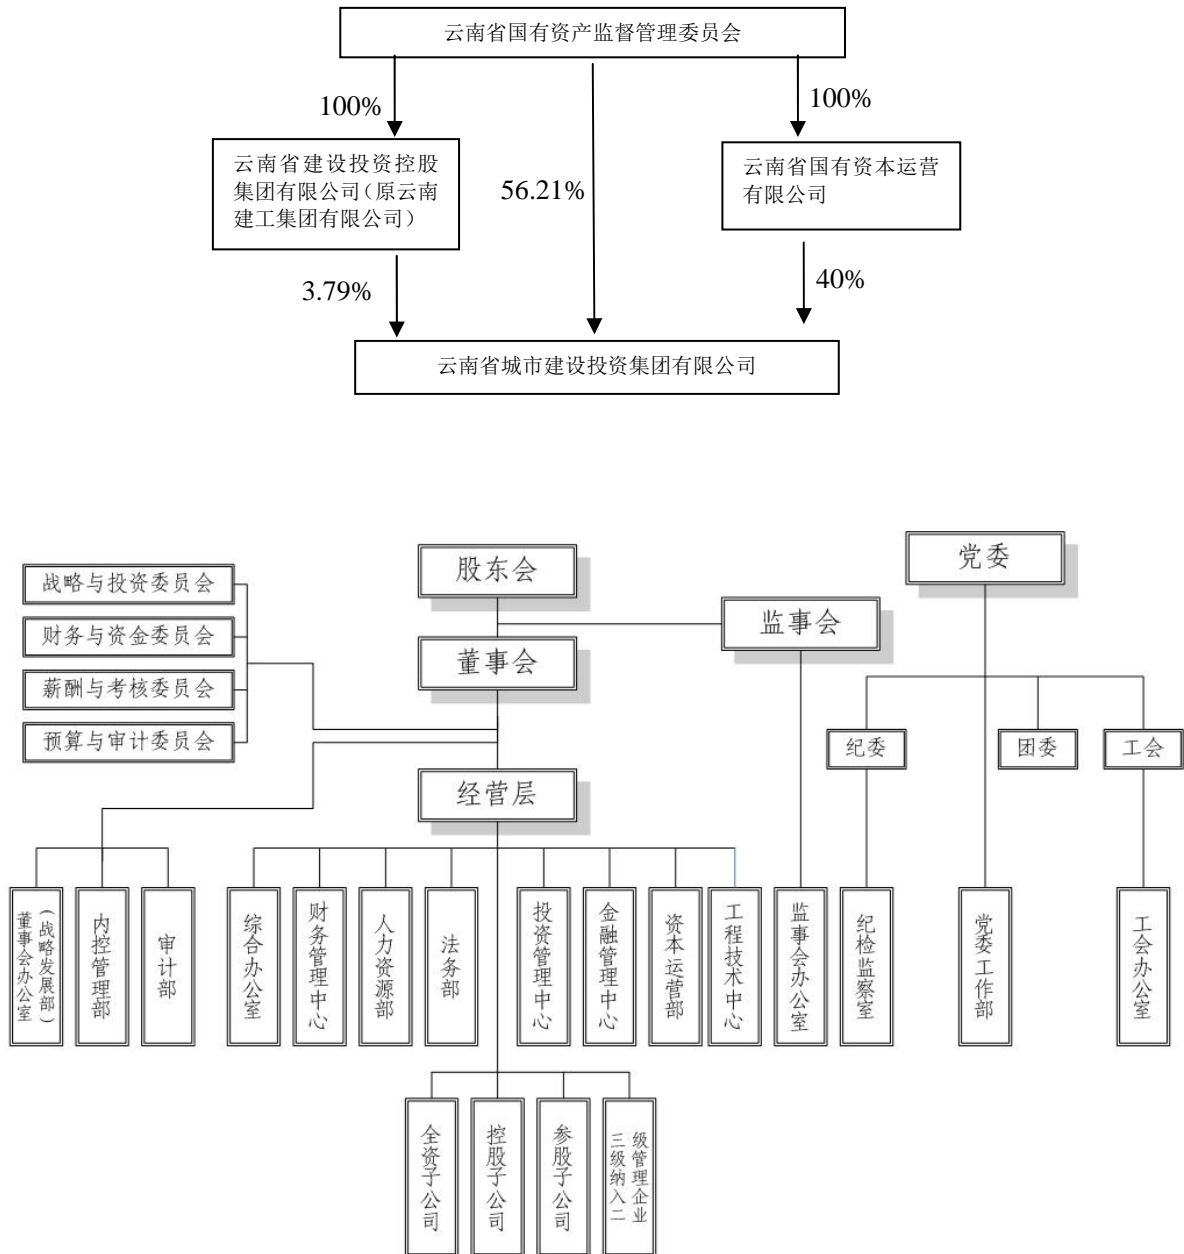 云南省国有资产监督管理委员会
100%
100%
云南省建设投资控股
集团有限公司（原云南
建工集团有限公司）
56.21%
云南省国有资本运营
有限公司
3.79%
40%
云南省城市建设投资集团有限公司
股东会
党委
战略与投资委员会
财务与资金委员会
薪酬与考核委员会
预算与审计委员会
监事会
董事会
纪委
团委
工会
经营层
董事会办公室
（战略发展部）
内控管理部
审计部
综合办公室
财务管理中心
人力资源部
法务部
投资管理中心
金融管理中心
资本运营部
工程技术中心
监事会办公室
纪检监察室
党委工作部
工会办公室
全资子公司
控股子公司
参股子公司
三级纳入二
级管理企业